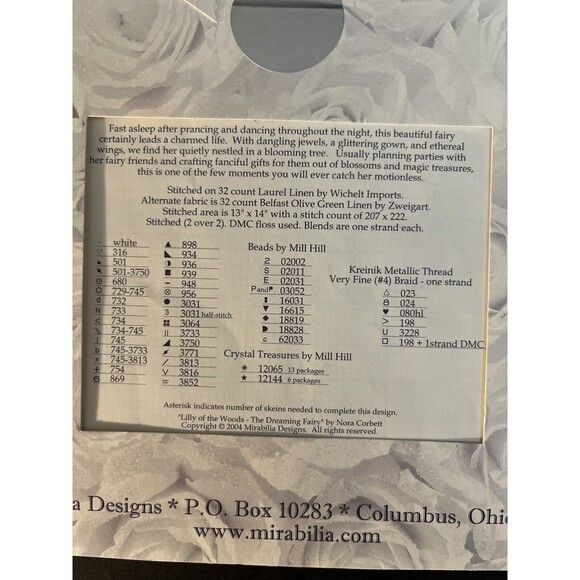 Fast asleep after prancing and dancing throughout the night, this beautiful fairy
certainly leads a charmed life. With dangling jewels, a glittering gown, and ethereal
wings, we find her quietly nestled in a blooming tree. Usually planning parties with
her fairy friends and crafting fanciful gifts for them out of blossoms and magic treasures,
this is one of the few moments you will ever catch her motionless.
Stitched on 32 count Laurel Linen by Wichelt Imports.
Alternate fabric is 32 count Belfast Olive Green Linen by Zweigart.
Stitched area is 13" x 14" with a stitch count of 207 x 222.
Stitched (2 over 2). DMC floss used. Blends are one strand each.
· white
316
501
501-3750
680
O 729-745
d 732
n 733
< 734
\ 734-745
| 745
b 745-3733
x 745-3813
+ 754
869
▲ 898
934
936
■ 939
– 948
⊗ 956
● 3031
3 3031 half-stitch
3064
|| 3733
◢ 3750
3771
∠ 3813
V 3816
= 3852
Beads by Mill Hill
2 02002
S 02011
E 02031
P and 03052
16031
▼ 16615
◆ 18819
18828
c 62033
Crystal Treasures by Mill Hill
✳ 12065 13 packages
★ 12144 6 packages
Kreinik Metallic Thread
Very Fine (#4) Braid - one strand
△ 023
8 024
♥ 080hl
> 198
U 3228
□ 198 + 1strand DMC
Asterisk indicates number of skeins needed to complete this design.
"Lilly of the Woods - The Dreaming Fairy" by Nora Corbett
Copyright © 2004 Mirabilia Designs. All rights reserved.
a Designs * P.O. Box 10283 * Columbus, Ohio
www.mirabilia.com